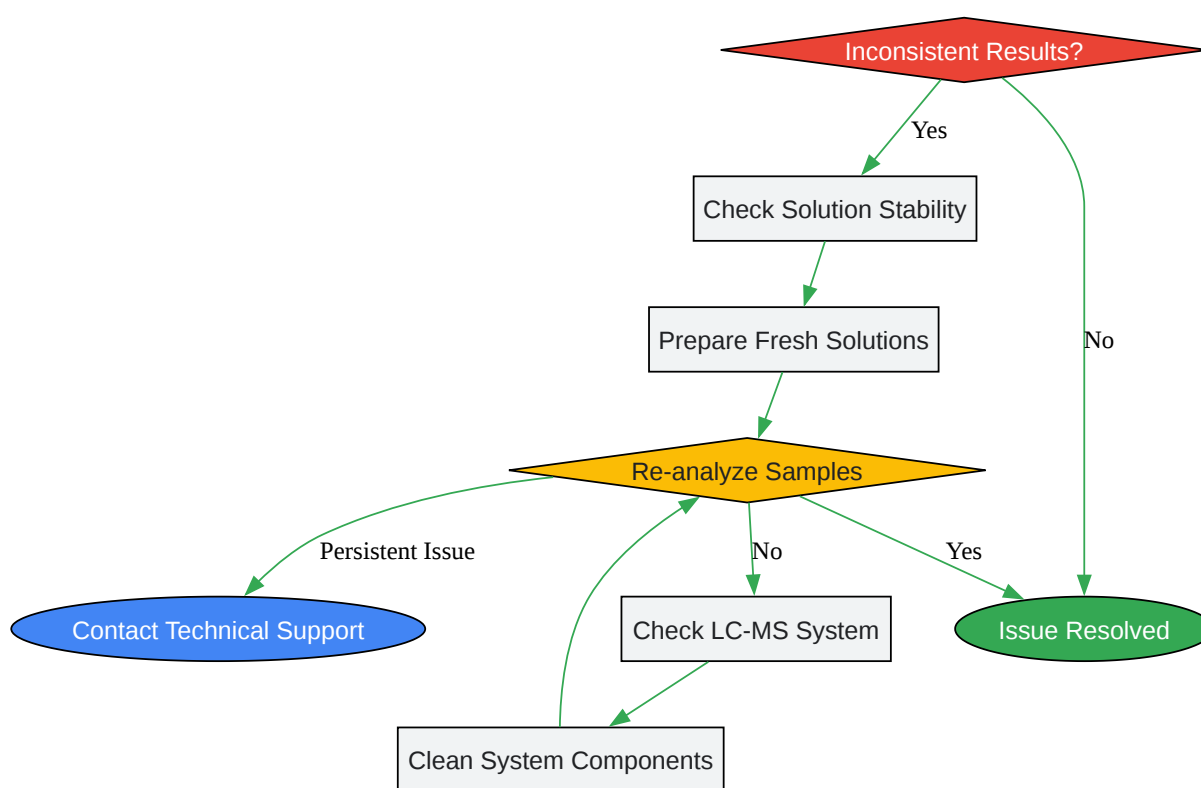 Inconsistent Results?
Yes
Check Solution Stability
Prepare Fresh Solutions
No
Re-analyze Samples
Persistent Issue
No
Yes
Contact Technical Support
Check LC-MS System
Issue Resolved
Clean System Components